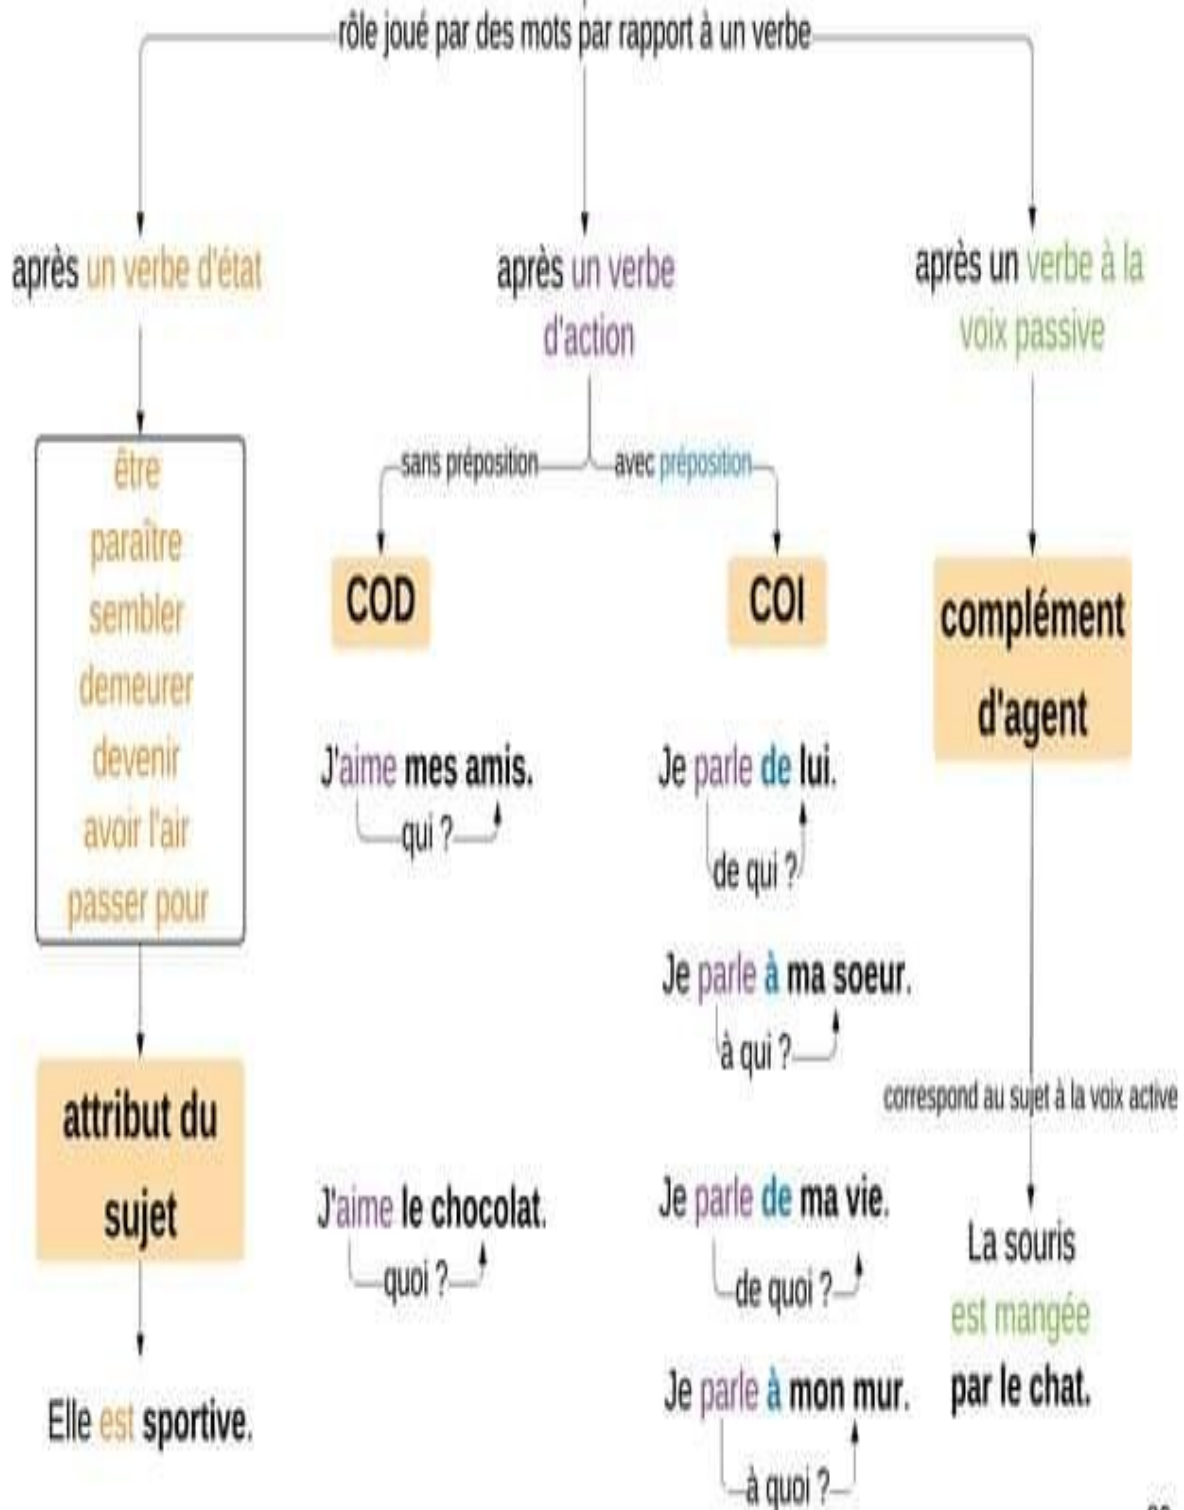 rôle joué par des mots par rapport à un verbe
après un verbe d'état
être
paraître
sembler
demeurer
devenir
avoir l'air
passer pour
attribut du
sujet
Elle est sportive.
après un verbe
d'action
sans préposition
avec préposition
COD
J'aime mes amis.
qui ?
J'aime le chocolat.
quoi ?
COI
Je parle de lui.
de qui ?
Je parle à ma soeur.
à qui ?
Je parle de ma vie.
de quoi ?
Je parle à mon mur.
à quoi ?
après un verbe à la
voix passive
complément
d'agent
correspond au sujet à la voix active
La souris
est mangée
par le chat.